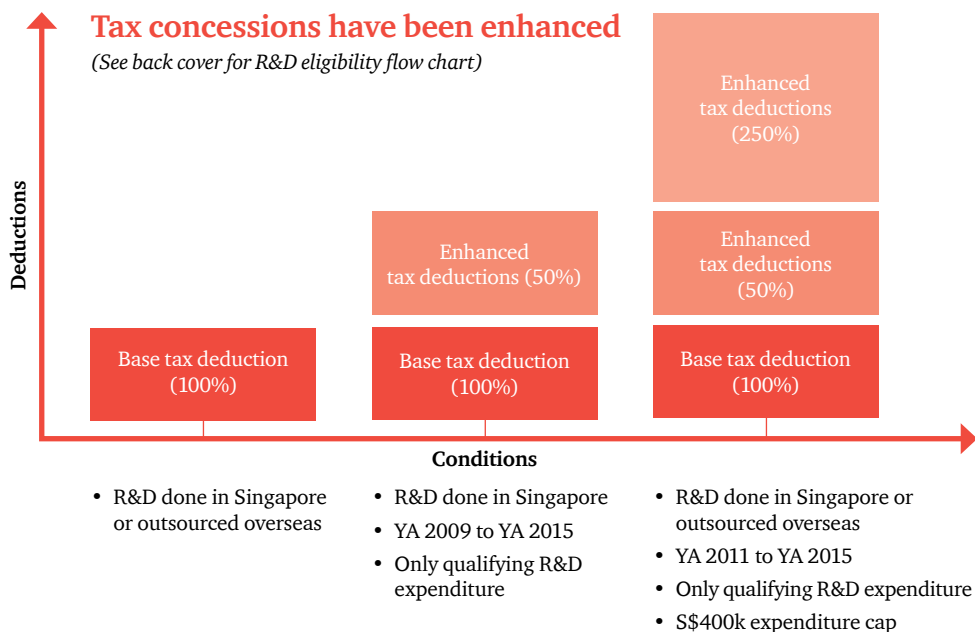 Tax concessions have been enhanced
(See back cover for R&D eligibility flow chart)
Deductions
Base tax deduction
(100%)
Enhanced
tax deductions (50%)
Base tax deduction
(100%)
Enhanced
tax deductions
(250%)
Enhanced
tax deductions
(50%)
Base tax deduction
(100%)
Conditions
• R&D done in Singapore
or outsourced overseas
• R&D done in Singapore
• YA 2009 to YA 2015
• Only qualifying R&D
expenditure
• R&D done in Singapore or
outsourced overseas
• YA 2011 to YA 2015
• Only qualifying R&D expenditure
• S$400k expenditure cap